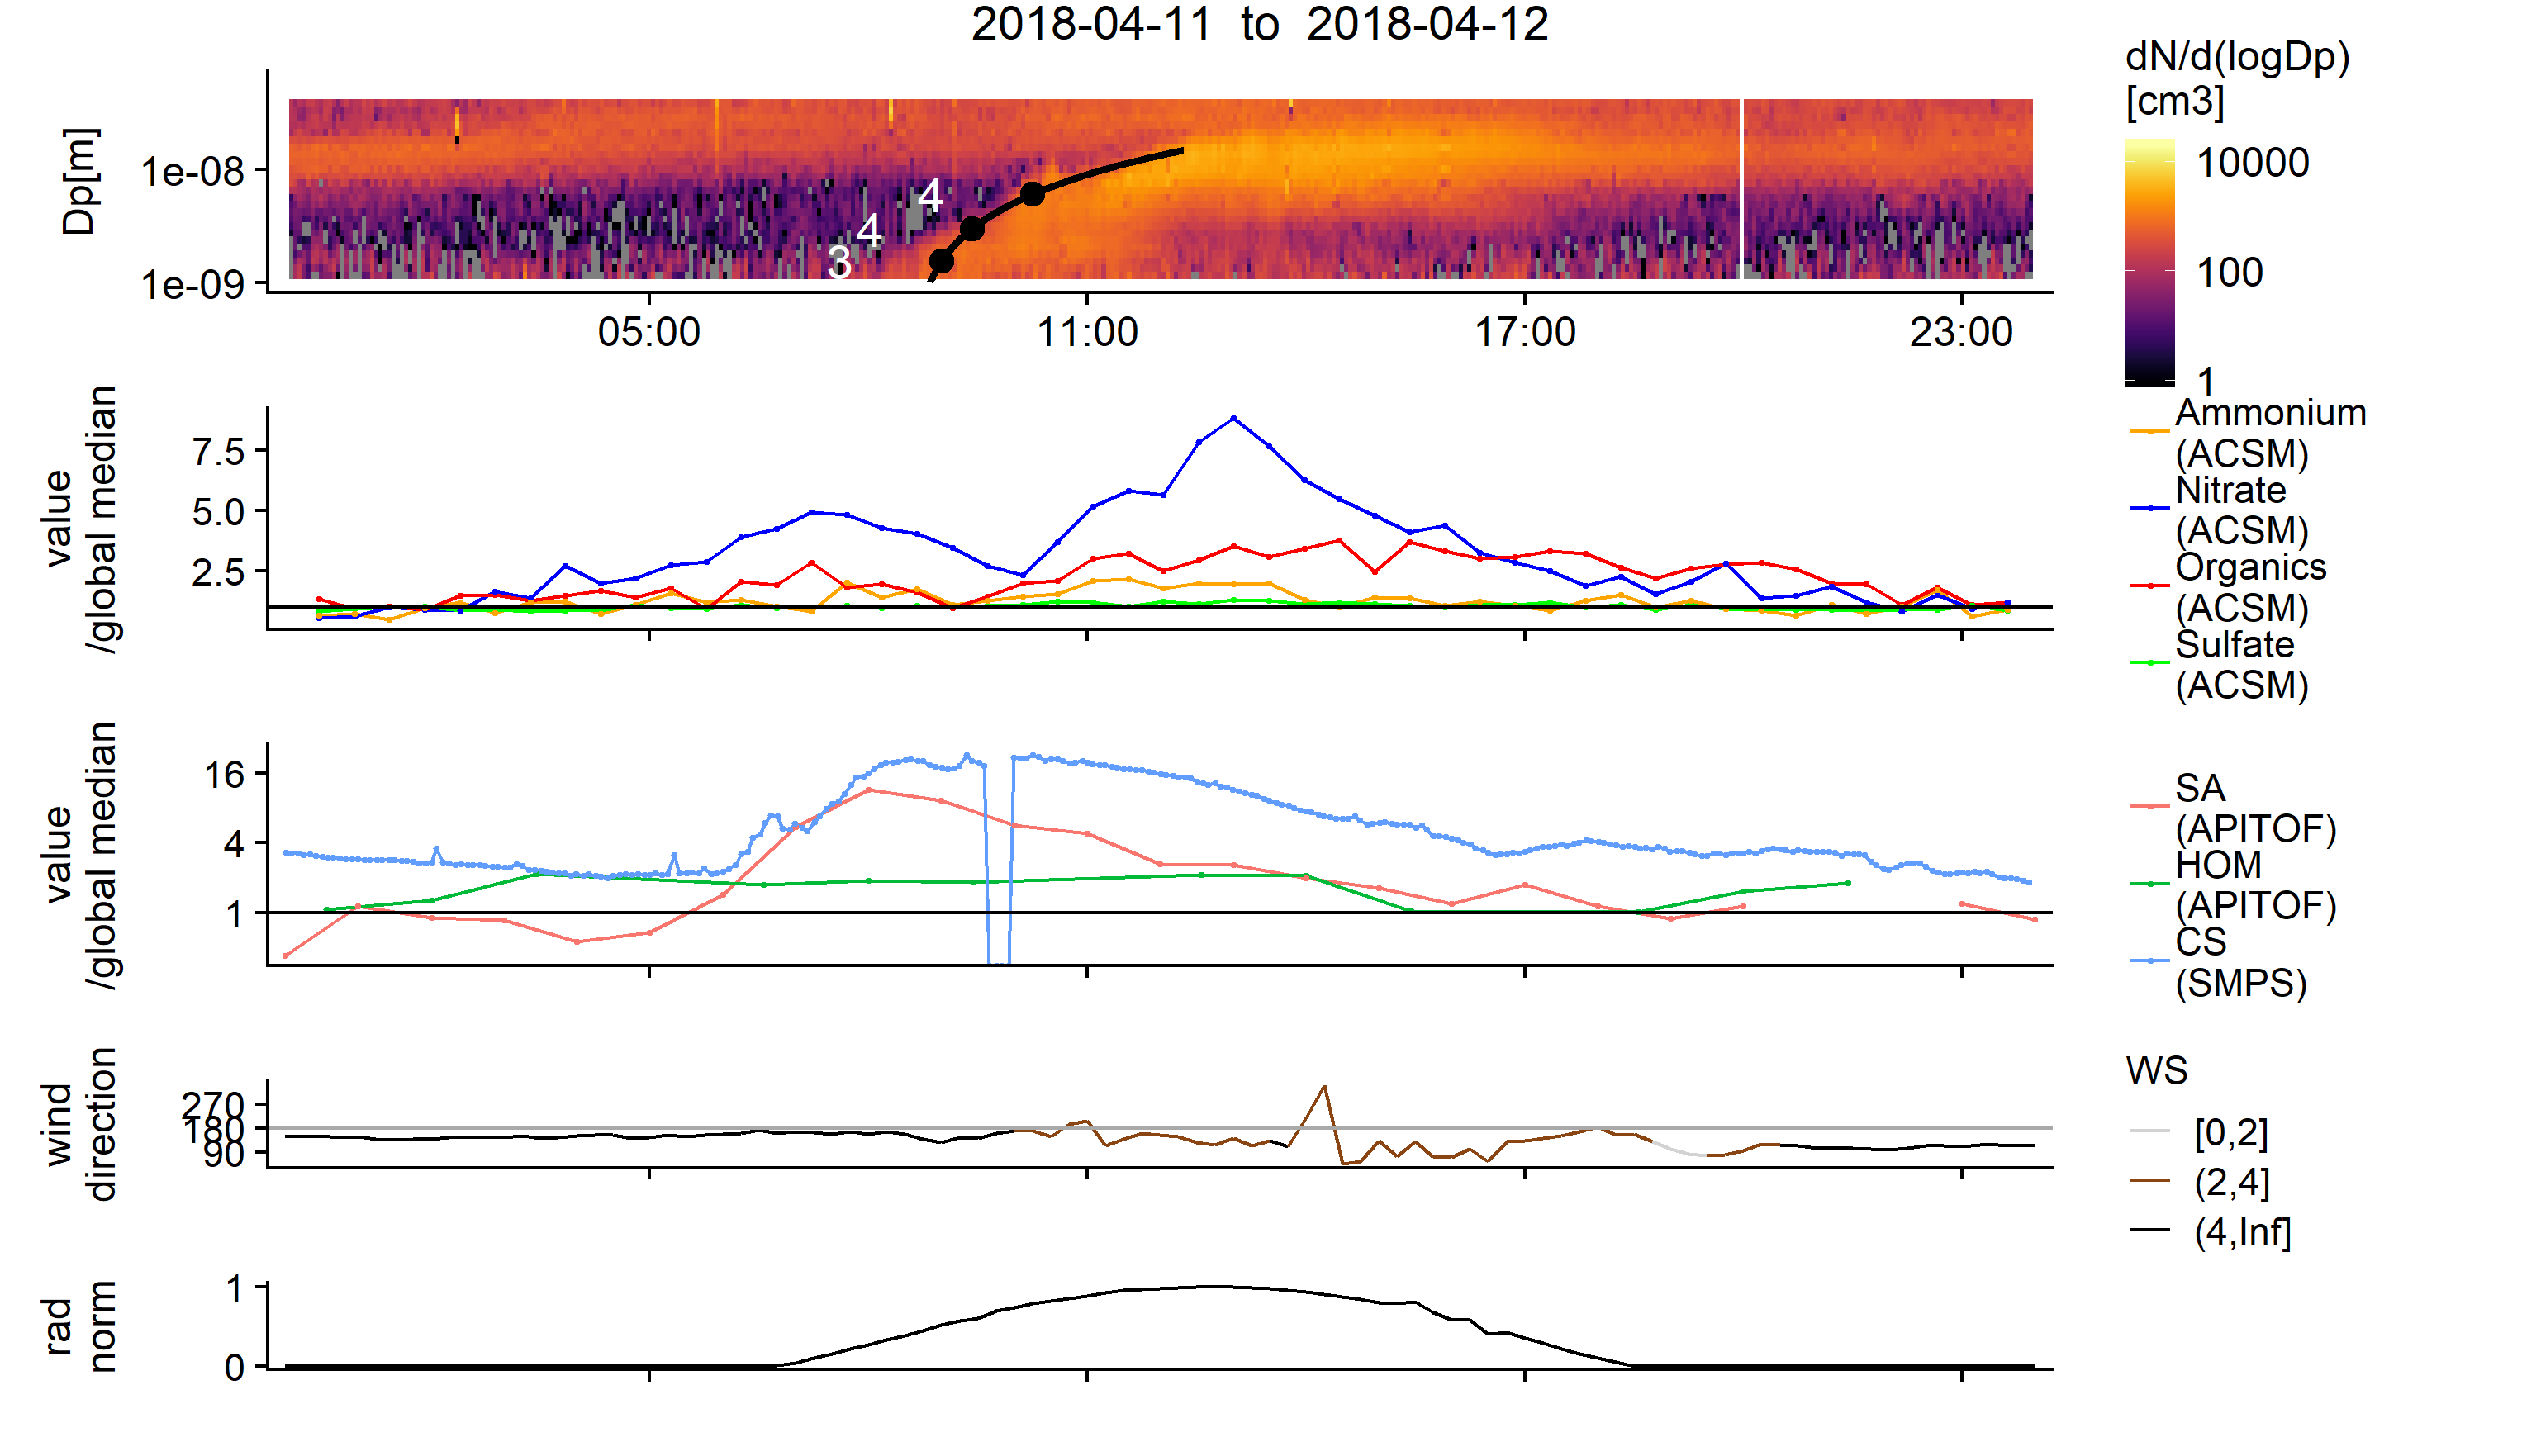 2018-04-11 to 2018-04-12
Dp[m]
1e-08
1e-09
4
4
3
05:00
11:00
17:00
23:00
dN/d(logDp)
[cm3]
10000
100
1
value
/global median
7.5
5.0
2.5
Ammonium
(ACSM)
Nitrate
(ACSM)
Organics
(ACSM)
Sulfate
(ACSM)
value
/global median
16
4
1
SA
(APITOF)
HOM
(APITOF)
CS
(SMPS)
wind
direction
270
180
90
WS
[0,2]
(2,4]
(4,Inf]
rad
norm
1
0